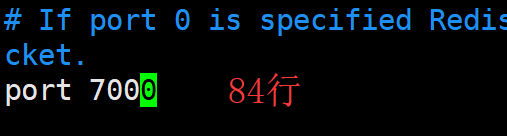 # If port 0 is specified Redis
cket.
port 7000 84行